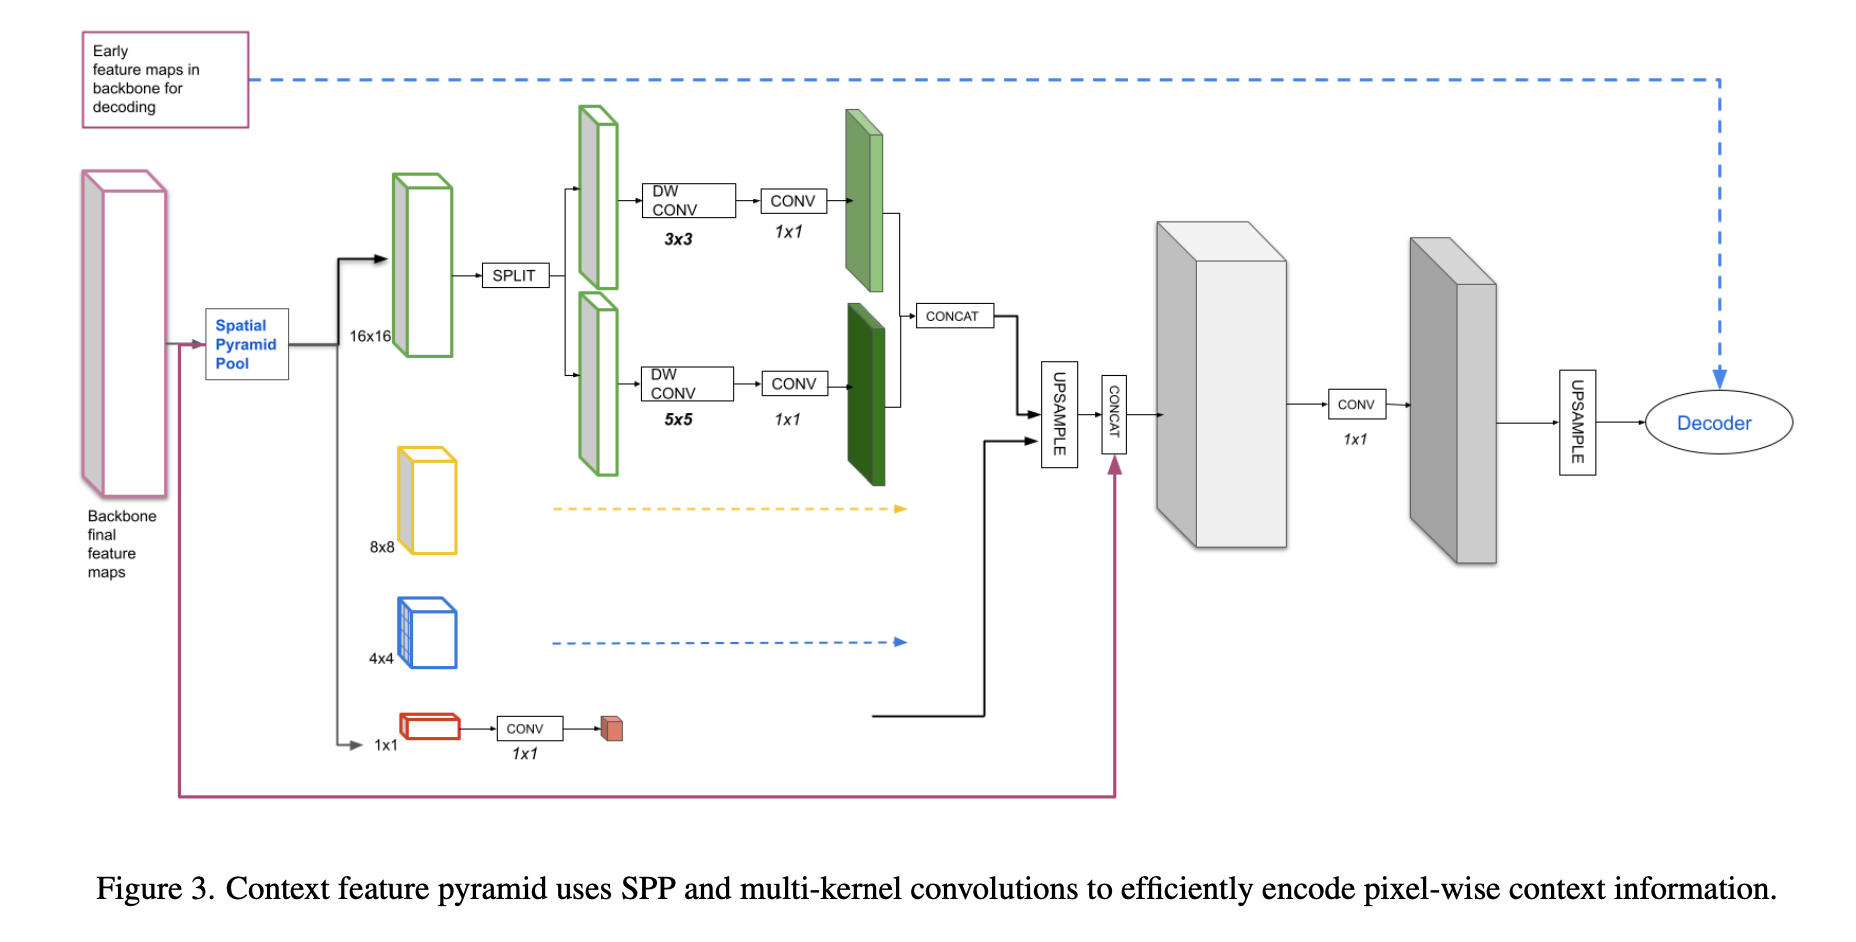 Early
feature maps in
backbone for
decoding
Backbone
final
feature
maps
Spatial
Pyramid
Pool
16x16
SPLIT
DW
CONV
3x3
CONV
1x1
DW
CONV
5x5
CONV
1x1
CONCAT
8x8
4x4
1x1
CONV
1x1
UPSAMPLE
CONCAT
CONV
1x1
UPSAMPLE
Decoder
Figure 3. Context feature pyramid uses SPP and multi-kernel convolutions to efficiently encode pixel-wise context information.